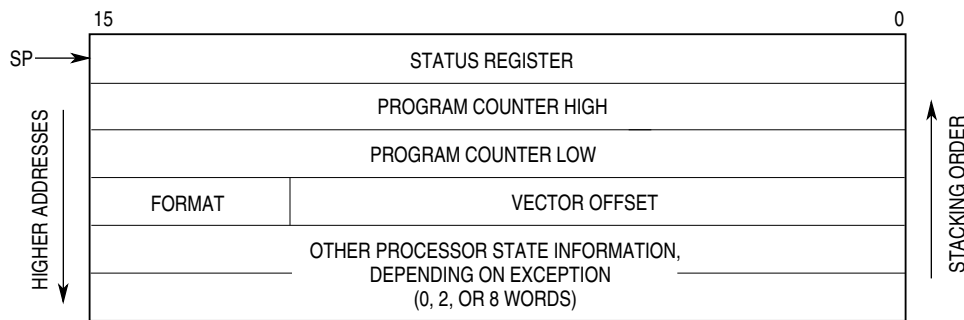 15 0
SP
STATUS REGISTER
PROGRAM COUNTER HIGH
PROGRAM COUNTER LOW
FORMAT VECTOR OFFSET
OTHER PROCESSOR STATE INFORMATION,
DEPENDING ON EXCEPTION
(0, 2, OR 8 WORDS)
HIGHER ADDRESSES
STACKING ORDER